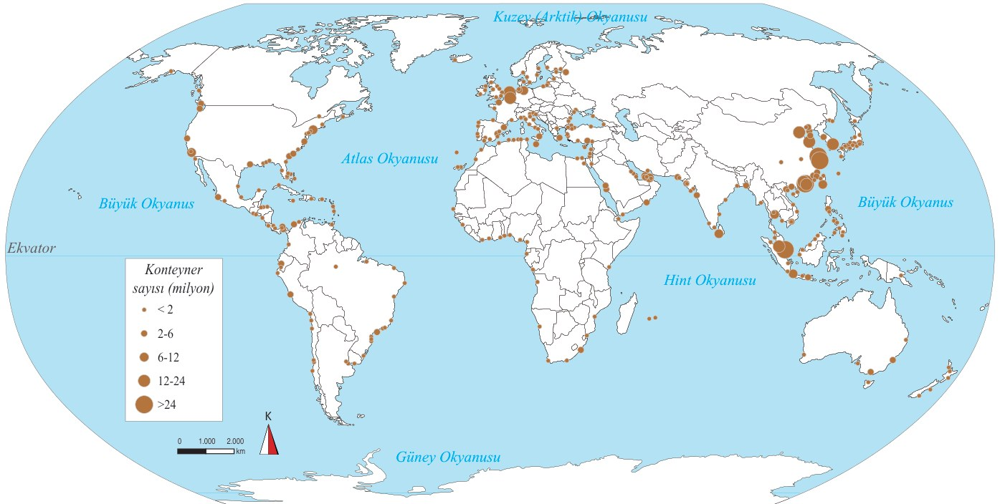 Kuzey (Arktik) Okyanusu
Atlas Okyanusu
Büyük Okyanus
Büyük Okyanus
Ekvator
Hint Okyanusu
Konteyner
sayısı (milyon)
< 2
2-6
6-12
12-24
>24
K
0 1.000 2.000
km
Güney Okyanusu